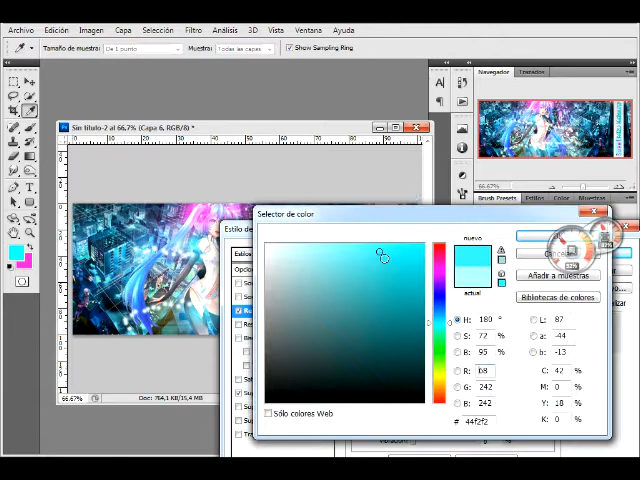 Archivo Edición Imagen Capa Selección Filtro Análisis 3D Vista Ventana Ayuda
Tamaño de muestra: De 1 punto Muestra: Todas las capas Show Sampling Ring
Navegador Trazados
Sin título-2 al 66,7% (Capa 6, RGB/8) *
66.67%
Brush Presets Estilos Color Muestras
Selector de color
Estilo de
nuevo
Cancelar
actual
Añadir a muestras
Bibliotecas de colores
H: 180 °
S: 72 %
B: 95 %
R: 68
G: 242
B: 242
# 44f2f2
L: 87
a: -44
b: -13
C: 42 %
M: 0 %
Y: 18 %
K: 0 %
Sólo colores Web
66.67% Doc: 764,1 KB/15,4 MB